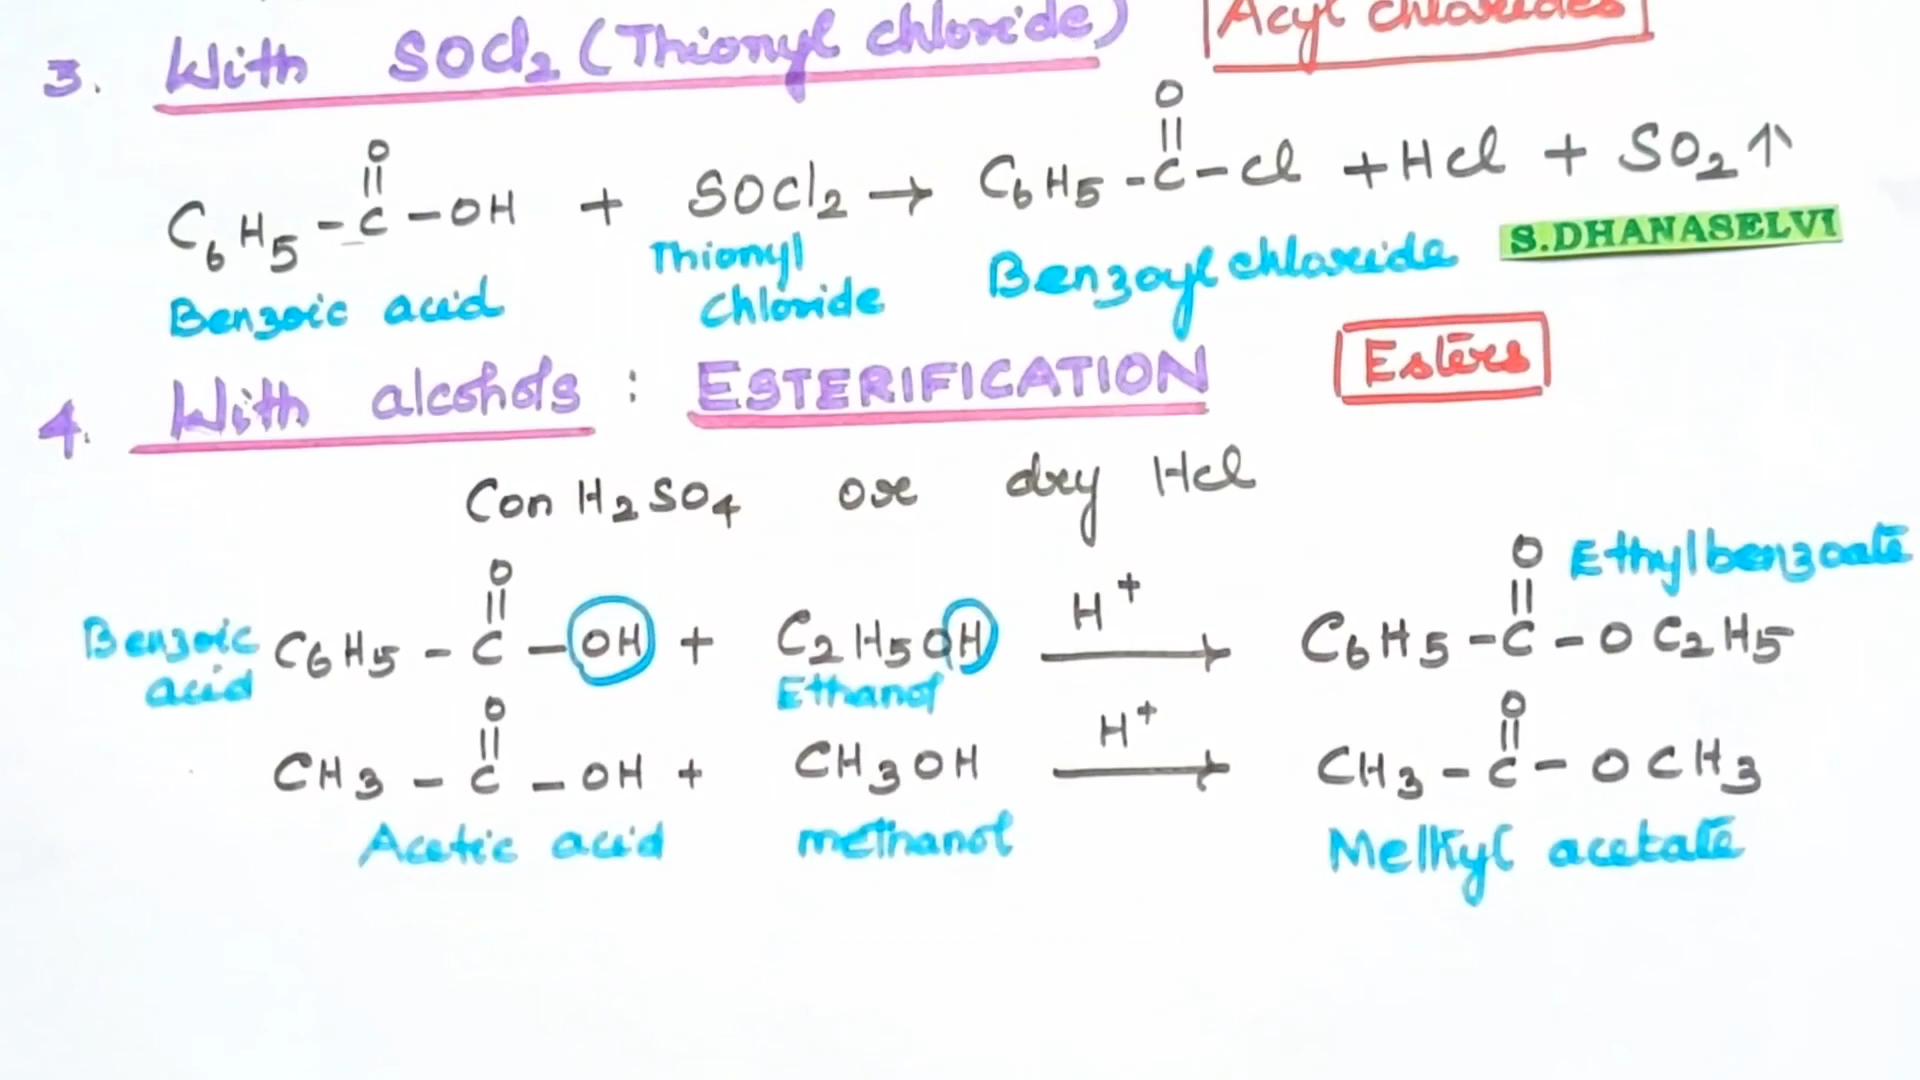 3. With SOCl₂ (Thionyl chloride) Acyl chlorides
O O
|| ||
C₆H₅ - C - OH + SOCl₂ → C₆H₅ - C - Cl + HCl + SO₂ ↑
S.DHANASELVI
Benzoic acid Thionyl chloride Benzoyl chloride
4. With alcohols : ESTERIFICATION Esters
Con H₂SO₄ or dry HCl
O O Ethylbenzoate
|| ||
Benzoic acid C₆H₅ - C - OH + C₂H₅OH H⁺ → C₆H₅ - C - OC₂H₅
Ethanol
O O
|| ||
CH₃ - C - OH + CH₃OH H⁺ → CH₃ - C - OCH₃
Acetic acid methanol Methyl acetate